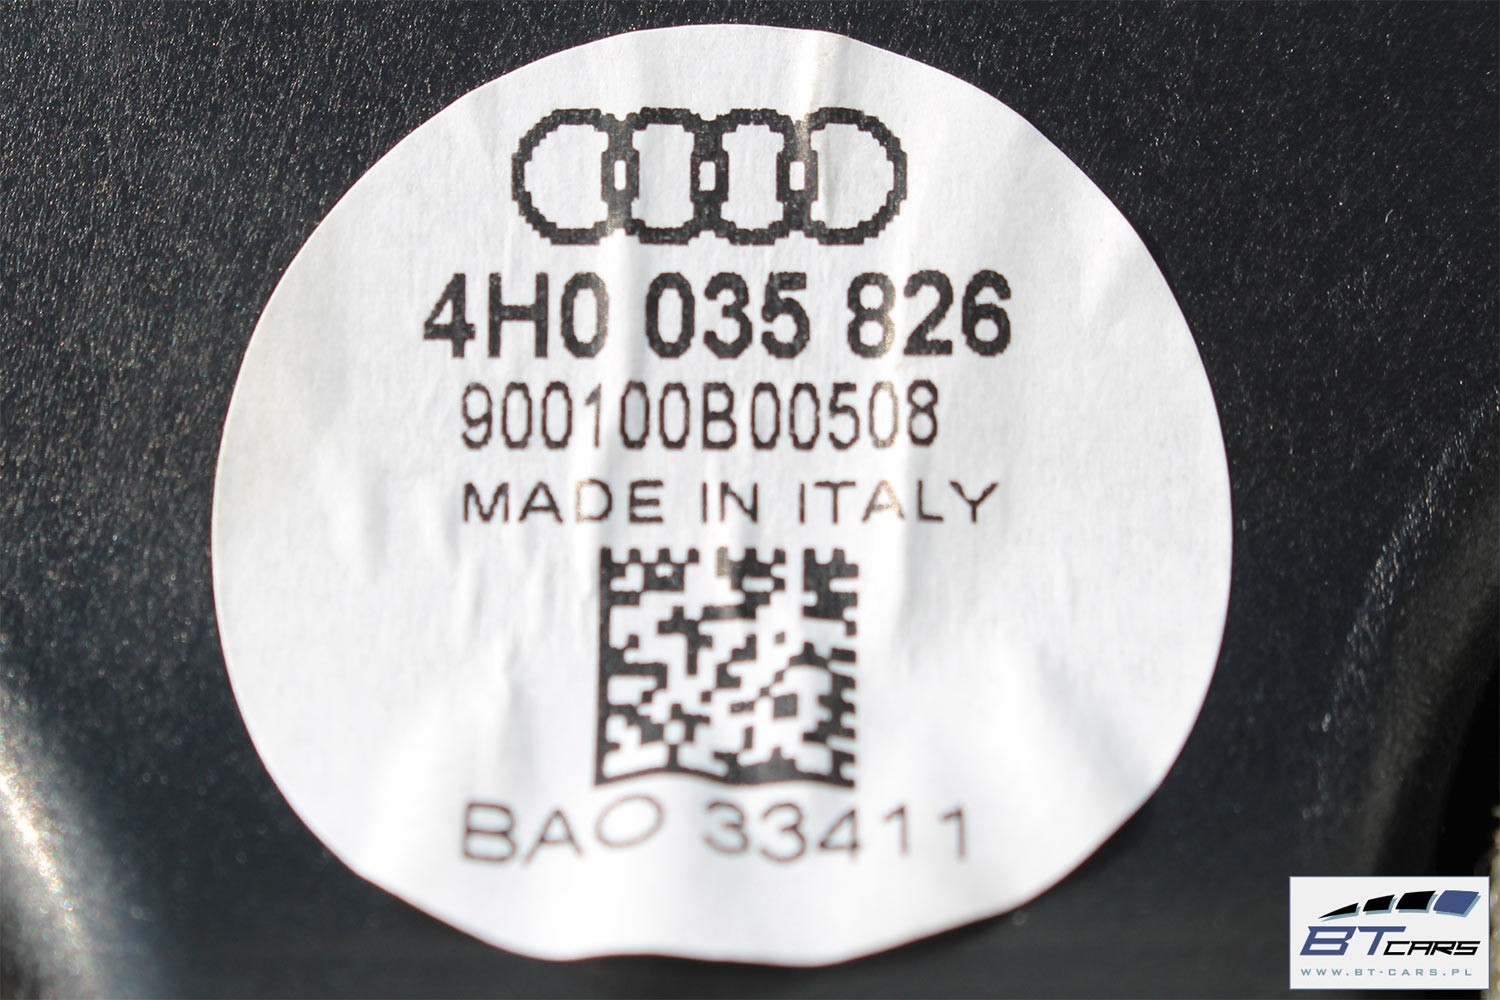 4H0 035 826
900100B00508
MADE IN ITALY
BAO 33411
BT CARS
WWW.BT-CARS.PL